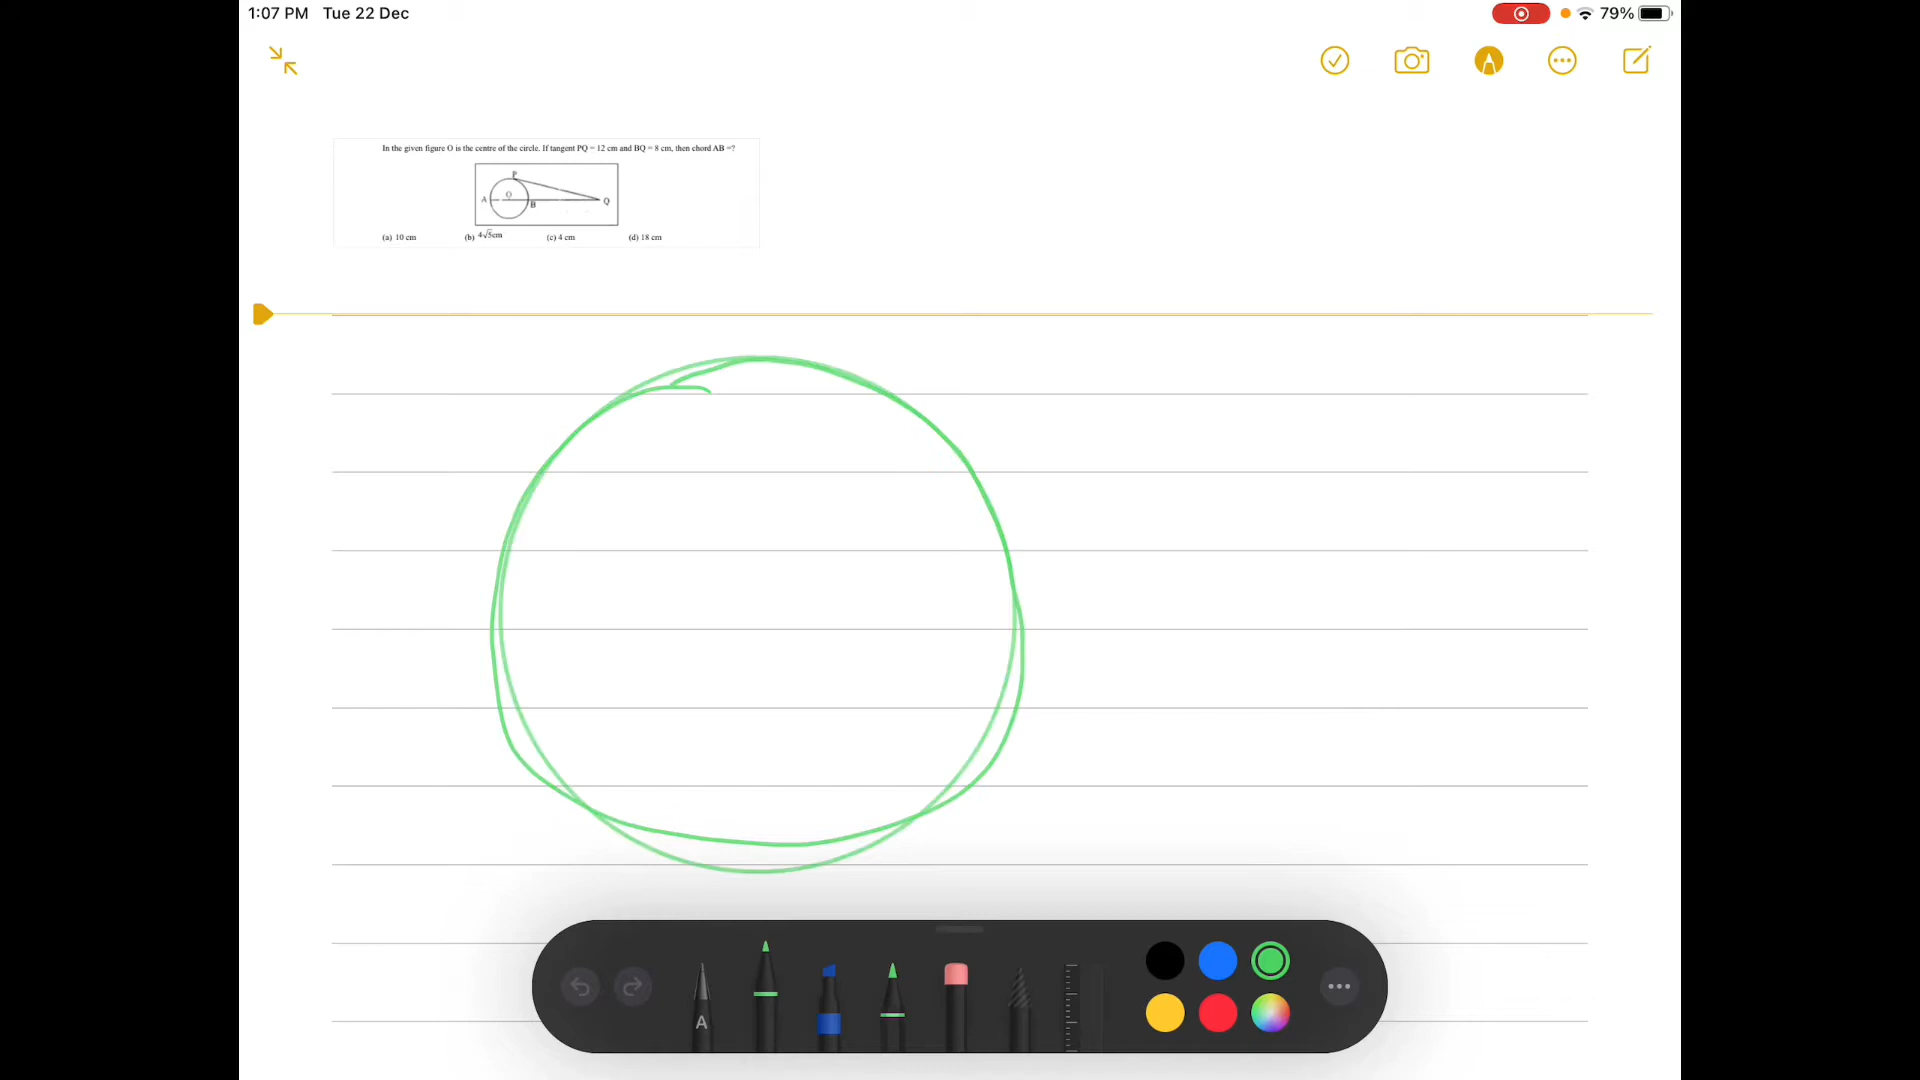 1:07 PM Tue 22 Dec
79%
In the given figure O is the centre of the circle. If tangent PQ = 12 cm and BQ = 8 cm, then chord AB =?
P
O
A
B
Q
(a) 10 cm (b) 4√5cm (c) 4 cm (d) 18 cm
A